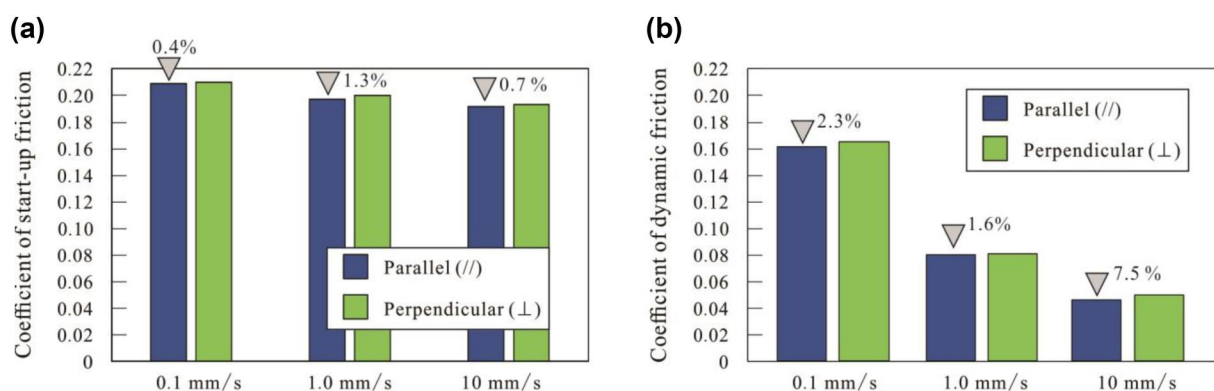 (a)
Coefficient of start-up friction
0.22
0.20
0.18
0.16
0.14
0.12
0.10
0.08
0.06
0.04
0.02
0
0.4%
1.3%
0.7 %
Parallel (//)
Perpendicular (⊥)
0.1 mm/s
1.0 mm/s
10 mm/s
(b)
Coefficient of dynamic friction
0.22
0.20
0.18
0.16
0.14
0.12
0.10
0.08
0.06
0.04
0.02
0
2.3%
1.6%
7.5 %
Parallel (//)
Perpendicular (⊥)
0.1 mm/s
1.0 mm/s
10 mm/s